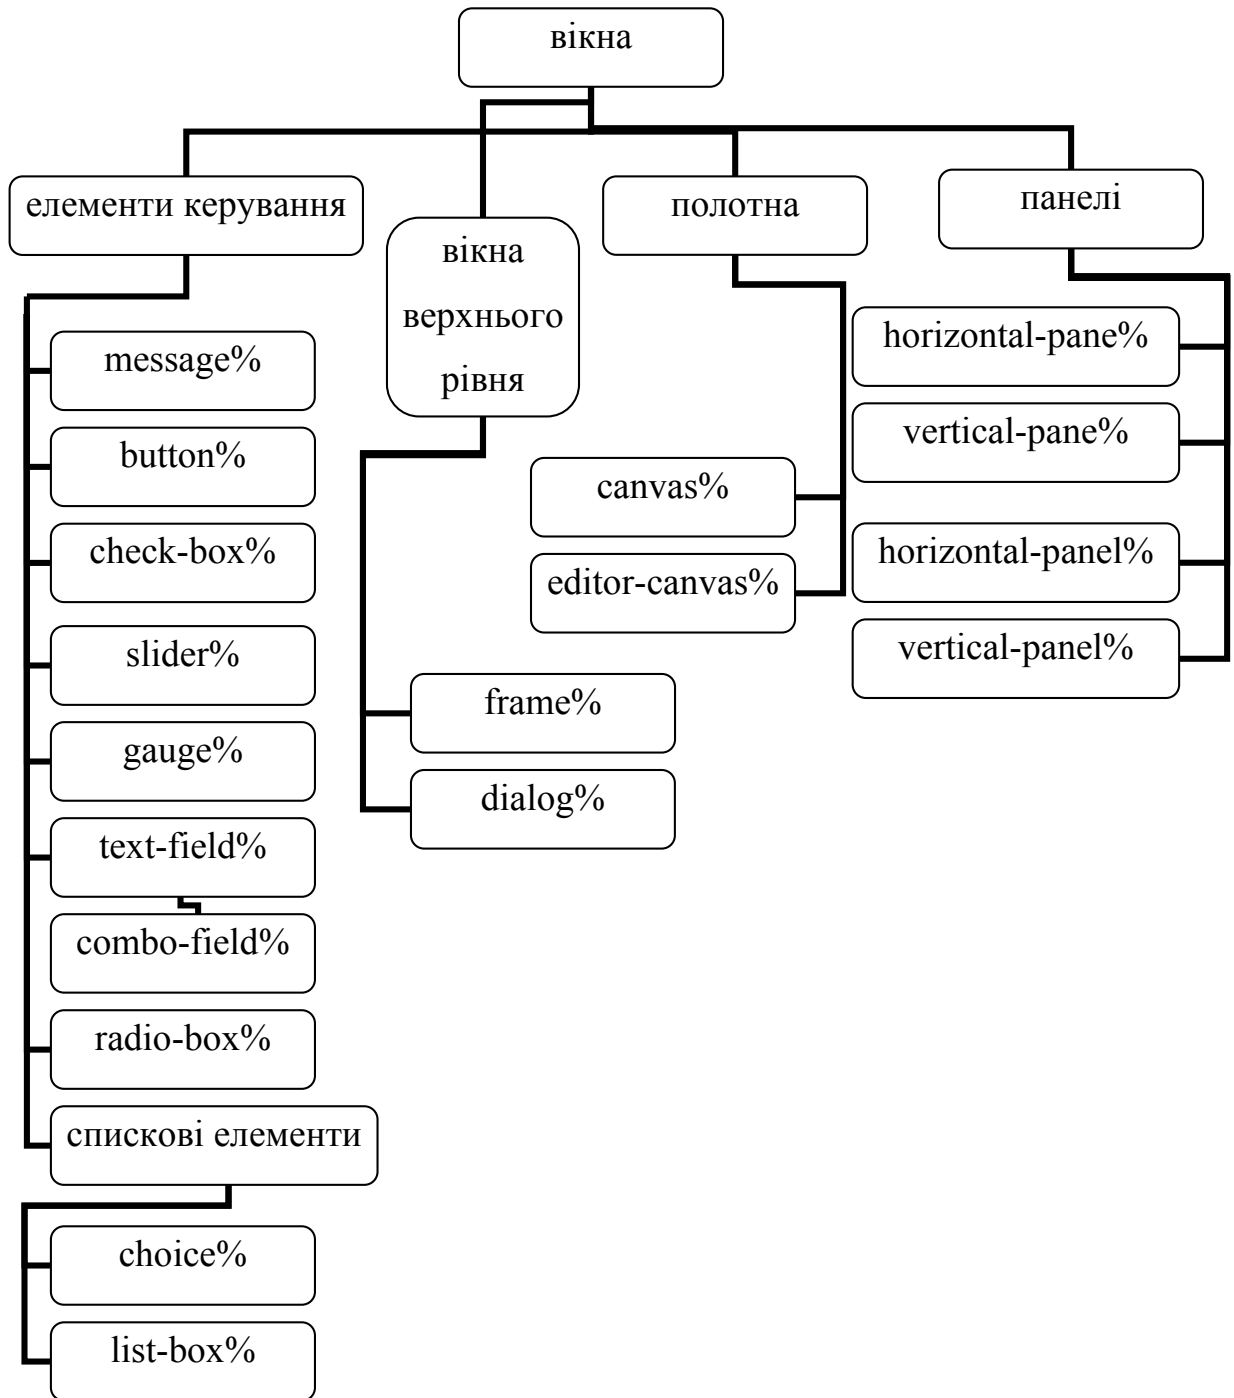 вікна
елементи керування
message%
button%
check-box%
slider%
gauge%
text-field%
combo-field%
radio-box%
спискові елементи
choice%
list-box%
вікна
верхнього
рівня
frame%
dialog%
полотна
canvas%
editor-canvas%
панелі
horizontal-pane%
vertical-pane%
horizontal-panel%
vertical-panel%